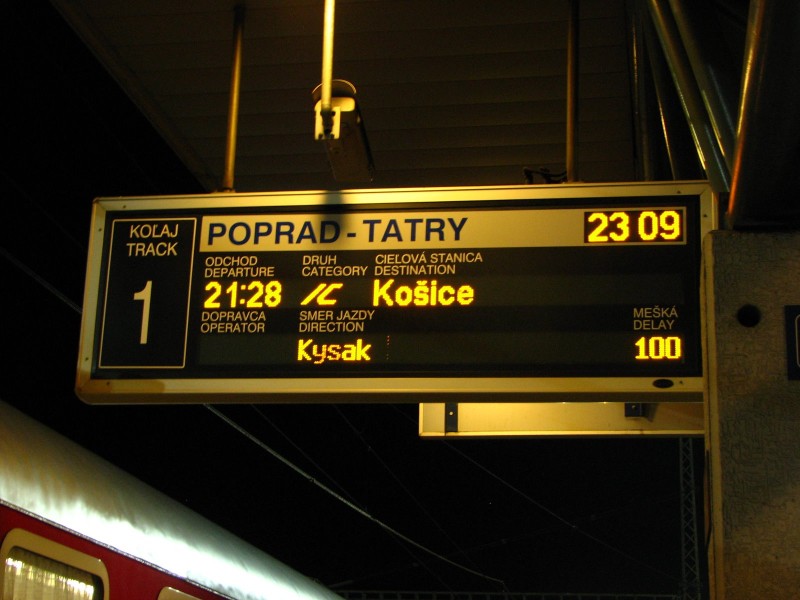 KOĽAJ
TRACK
1
POPRAD-TATRY 23 09
ODCHOD DRUH CIEĽOVÁ STANICA
DEPARTURE CATEGORY DESTINATION
21:28 IC Košice
DOPRAVCA SMER JAZDY MEŠKÁ
OPERATOR DIRECTION DELAY
Kysak 100